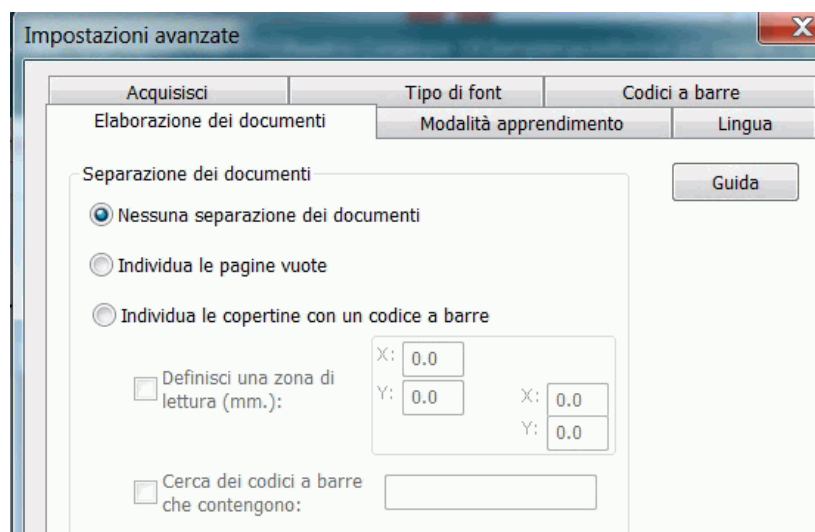 Impostazioni avanzate
X
Acquisisci Tipo di font Codici a barre
Elaborazione dei documenti Modalità apprendimento Lingua
Separazione dei documenti
Guida
Nessuna separazione dei documenti
Individua le pagine vuote
Individua le copertine con un codice a barre
X: 0.0
Definisci una zona di
lettura (mm.):
Y: 0.0
X: 0.0
Y: 0.0
Cerca dei codici a barre
che contengono: